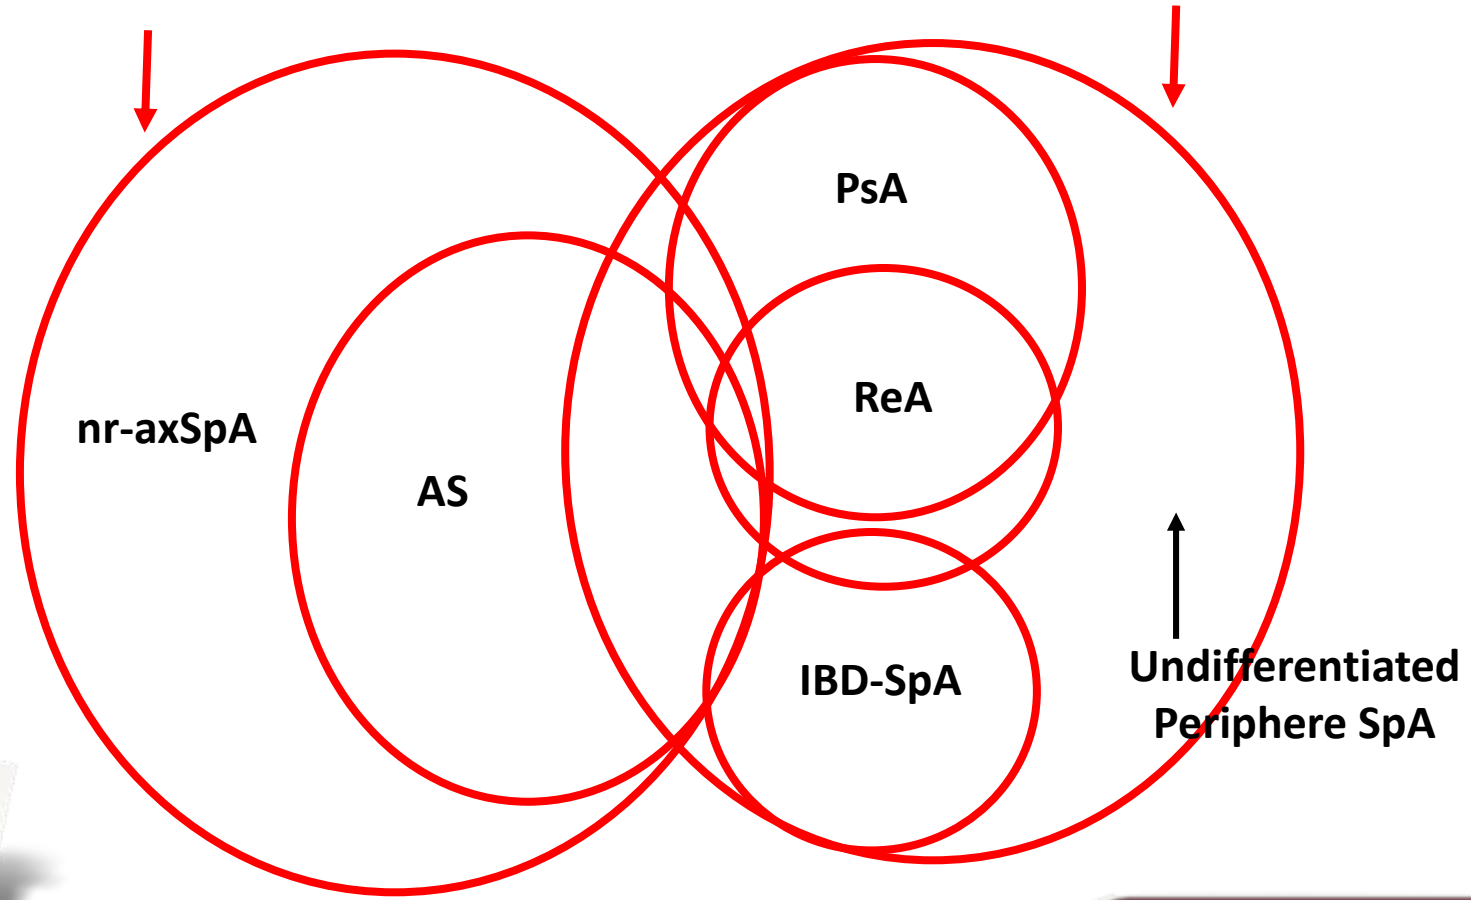 PsA
ReA
nr-axSpA
AS
IBD-SpA
Undifferentiated
Periphere SpA